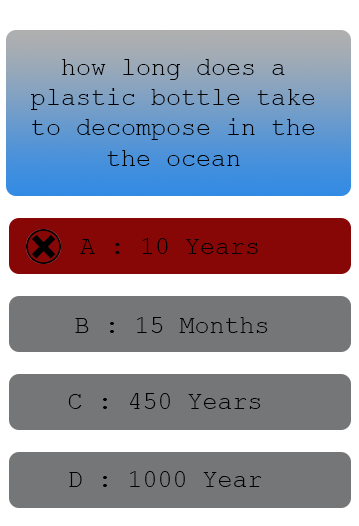 how long does a
plastic bottle take
to decompose in the
the ocean
A : 10 Years
B : 15 Months
C : 450 Years
D : 1000 Year